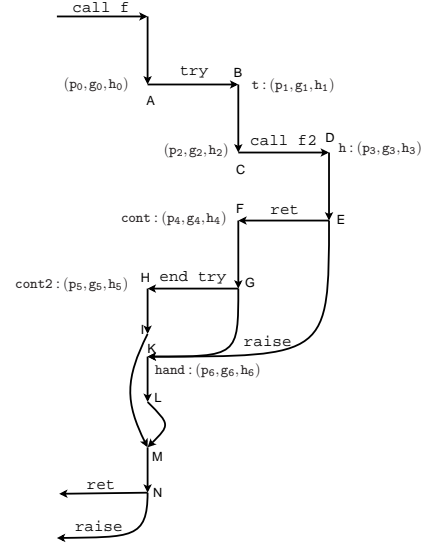 call f
try
B
(p₀,g₀,h₀)
t:(p₁,g₁,h₁)
A
call f2
D
(p₂,g₂,h₂)
h:(p₃,g₃,h₃)
C
F
ret
cont:(p₄,g₄,h₄)
E
H
end try
G
cont2:(p₅,g₅,h₅)
I
raise
K
hand:(p₆,g₆,h₆)
L
M
ret
N
raise